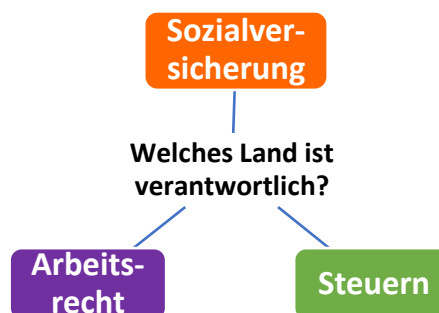 Sozialver-
sicherung
Welches Land ist
verantwortlich?
Arbeits-
recht
Steuern